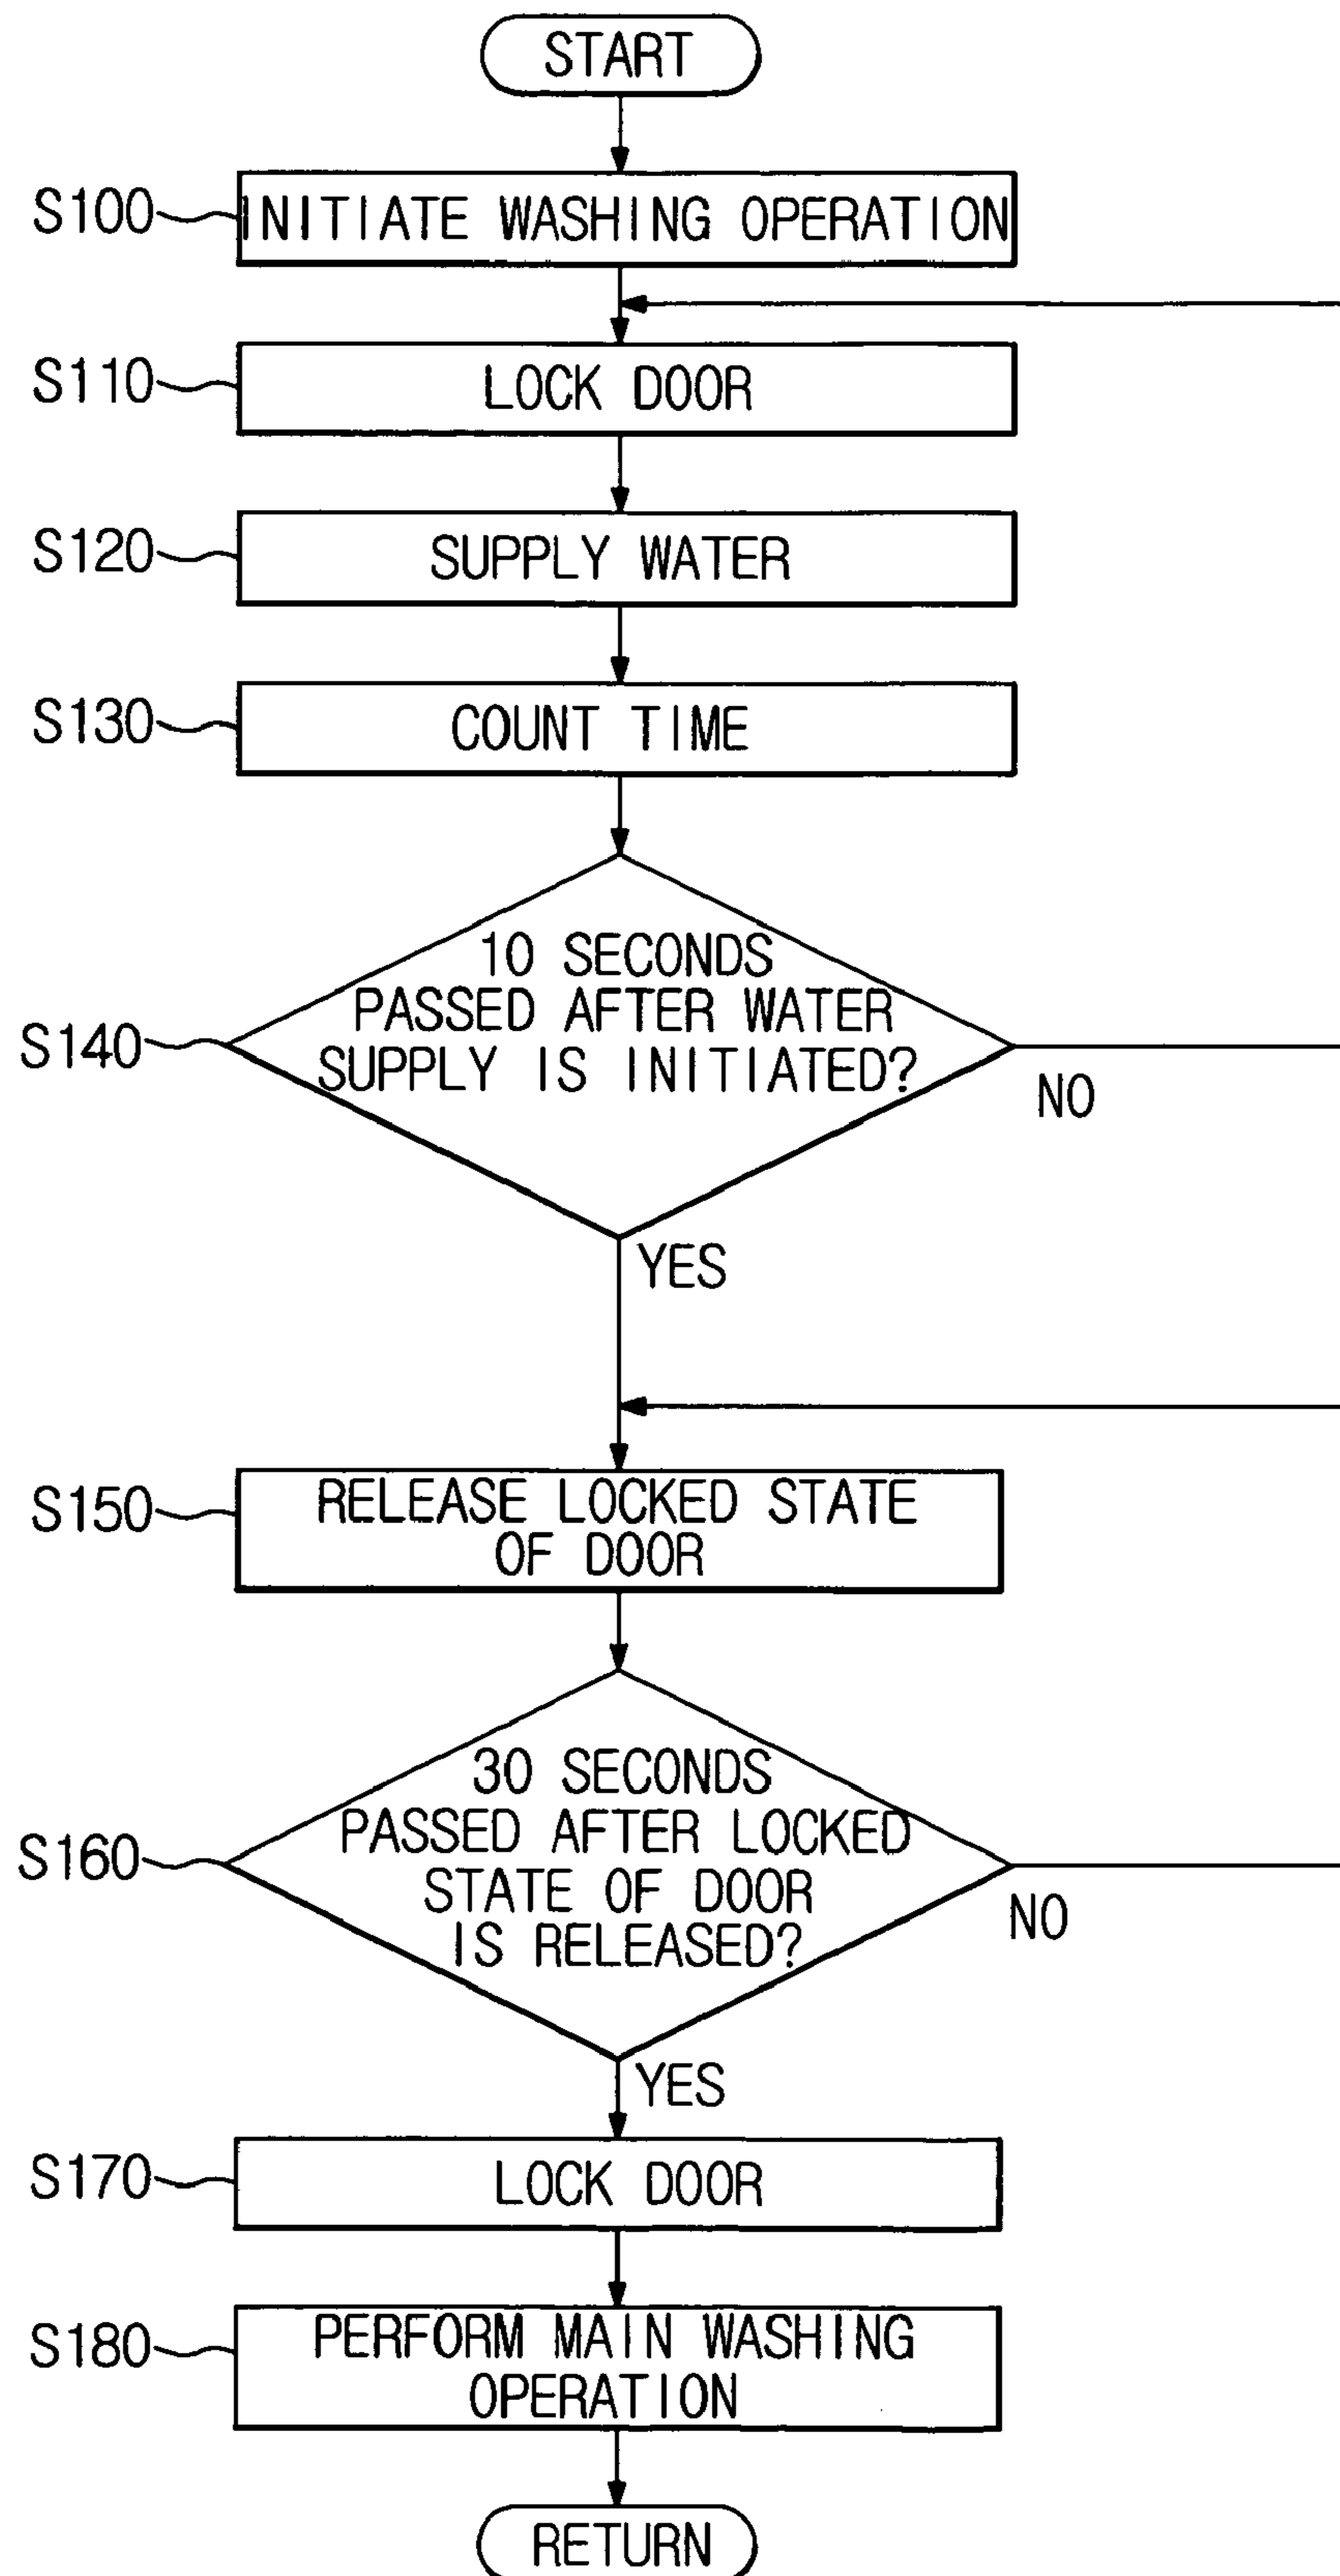 START
S100
INITIATE WASHING OPERATION
S110
LOCK DOOR
S120
SUPPLY WATER
S130
COUNT TIME
10 SECONDS
PASSED AFTER WATER
S140
SUPPLY IS INITIATED?
NO
YES
S150
RELEASE LOCKED STATE
OF DOOR
30 SECONDS
PASSED AFTER LOCKED
S160
STATE OF DOOR
IS RELEASED?
NO
YES
S170
LOCK DOOR
S180
PERFORM MAIN WASHING
OPERATION
RETURN